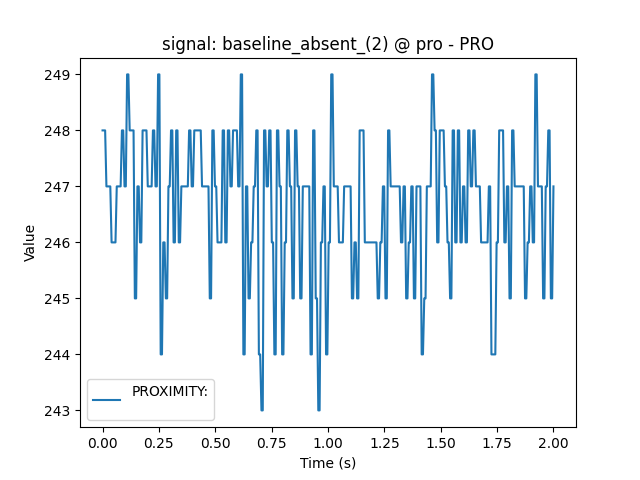 signal: baseline_absent_(2) @ pro - PRO
249
248
247
246
245
244
243
Value
PROXIMITY:
0.00 0.25 0.50 0.75 1.00 1.25 1.50 1.75 2.00
Time (s)